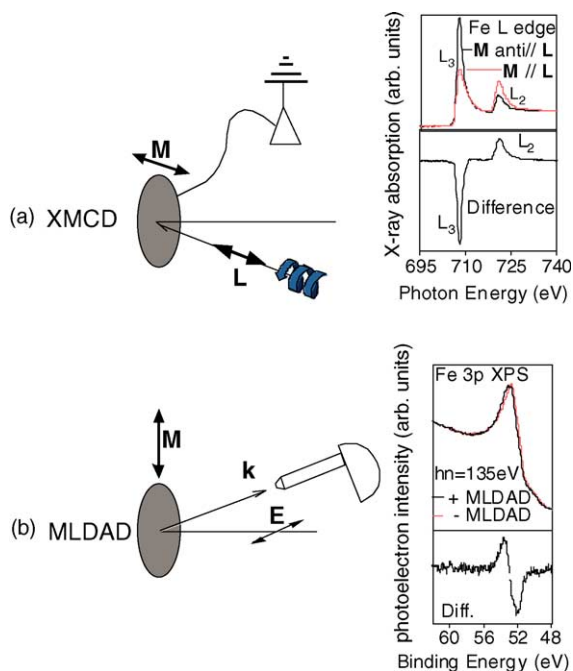 (a) XMCD
M
L
Fe L edge
M anti// L
M // L
L3
L2
L2
L3
Difference
X-ray absorption (arb. units)
695 710 725 740
Photon Energy (eV)
(b) MLDAD
M
k
E
Fe 3p XPS
hn=135eV
+ MLDAD
- MLDAD
Diff.
photoelectron intensity (arb. units)
60 56 52 48
Binding Energy (eV)